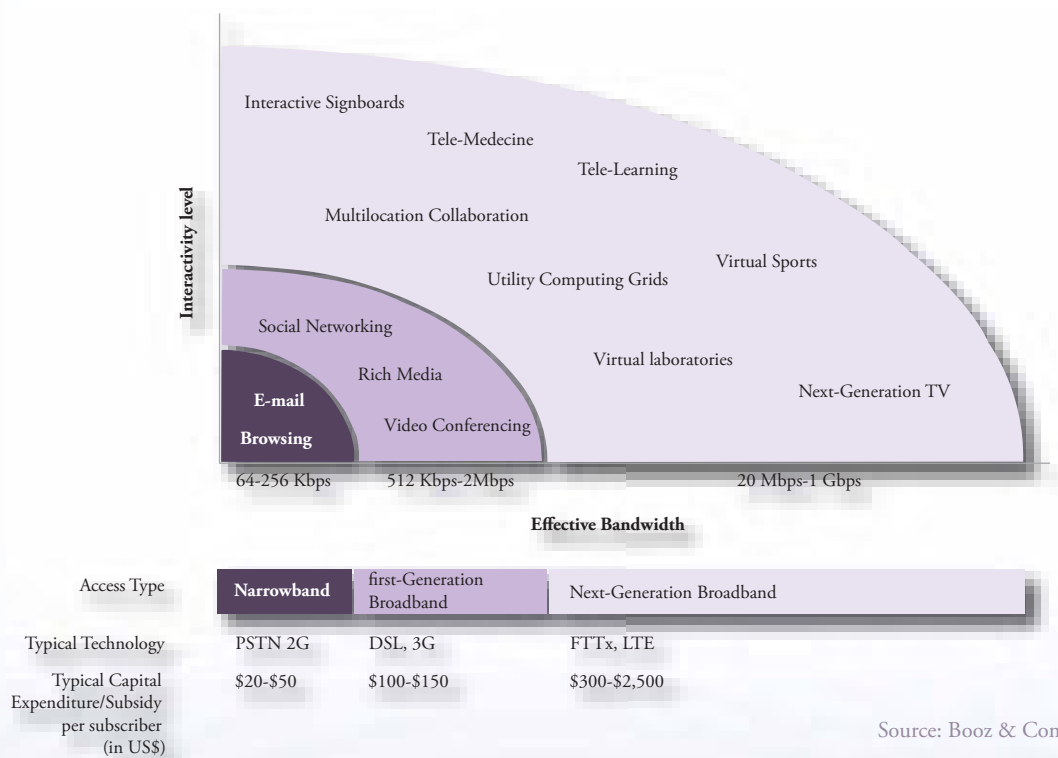 Interactive Signboards
Tele-Medecine
Tele-Learning
Multilocation Collaboration
Interactivity level
Virtual Sports
Utility Computing Grids
Social Networking
Virtual laboratories
Rich Media
Next-Generation TV
E-mail
Video Conferencing
Browsing
64-256 Kbps 512 Kbps-2Mbps 20 Mbps-1 Gbps
Effective Bandwidth
Access Type
Narrowband
first-Generation
Broadband
Next-Generation Broadband
Typical Technology PSTN 2G DSL, 3G FTTx, LTE
Typical Capital $20-$50 $100-$150 $300-$2,500
Expenditure/Subsidy
per subscriber
(in US$)
Source: Booz &